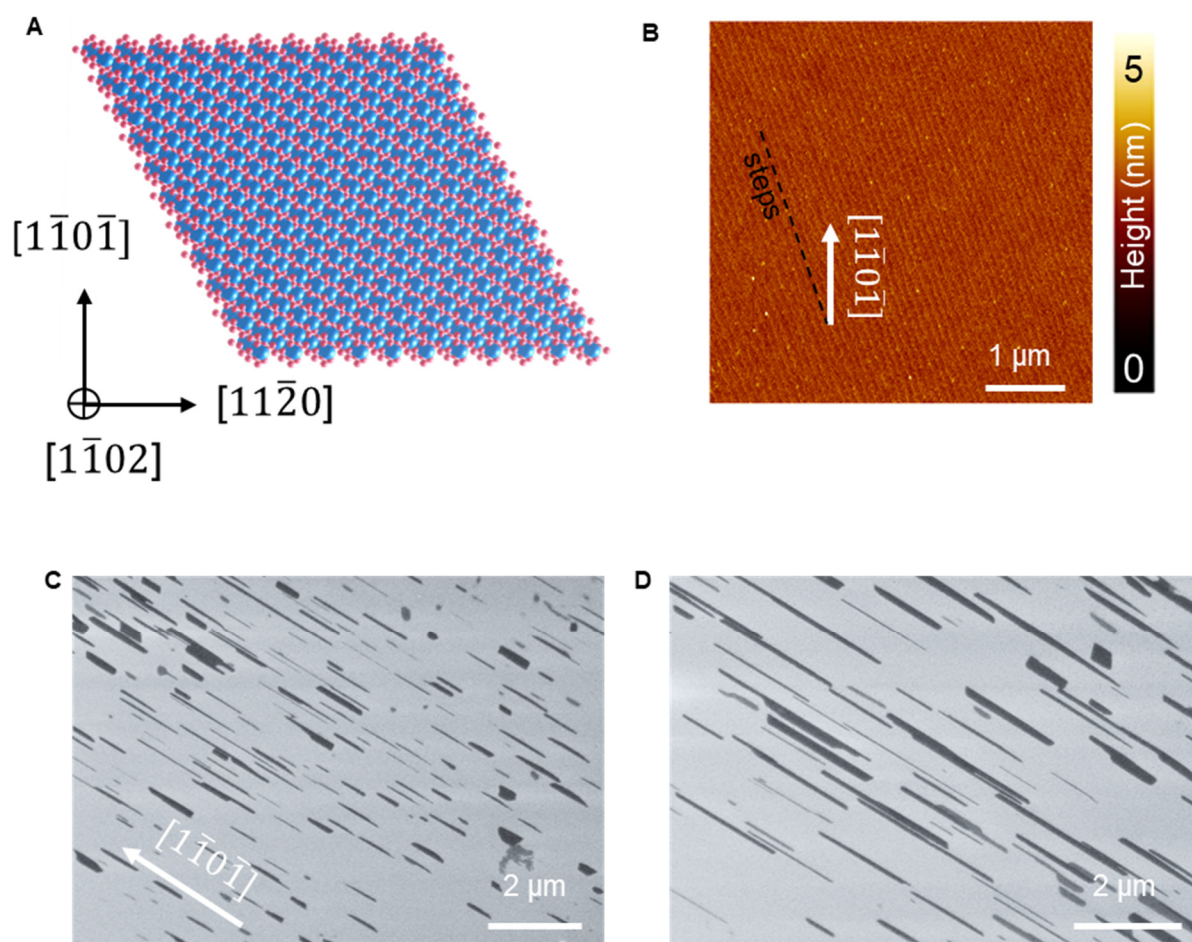 A
[11̅01̅]
[112̅0]
[11̅02]
B
steps
[11̅01̅]
1 µm
5
Height (nm)
0
C
[11̅01̅]
2 µm
D
2 µm